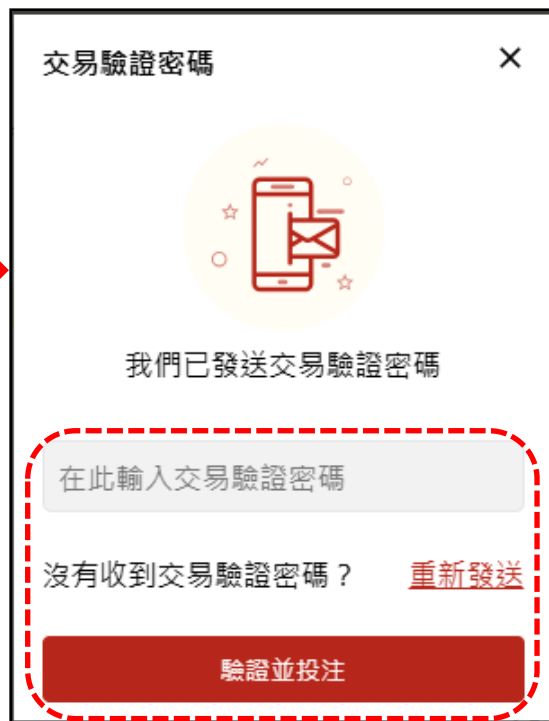 交易驗證密碼
我們已發送交易驗證密碼
在此輸入交易驗證密碼
沒有收到交易驗證密碼？ 重新發送
驗證並投注